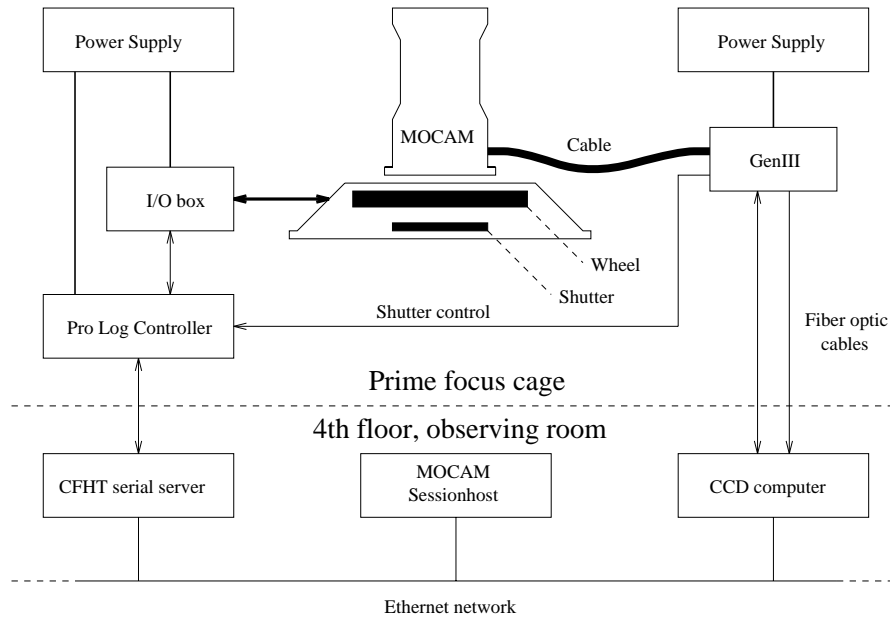 Power Supply
Power Supply
MOCAM
Cable
GenIII
I/O box
Wheel
Shutter
Shutter control
Pro Log Controller
Fiber optic
cables
Prime focus cage
4th floor, observing room
CFHT serial server
MOCAM
Sessionhost
CCD computer
Ethernet network